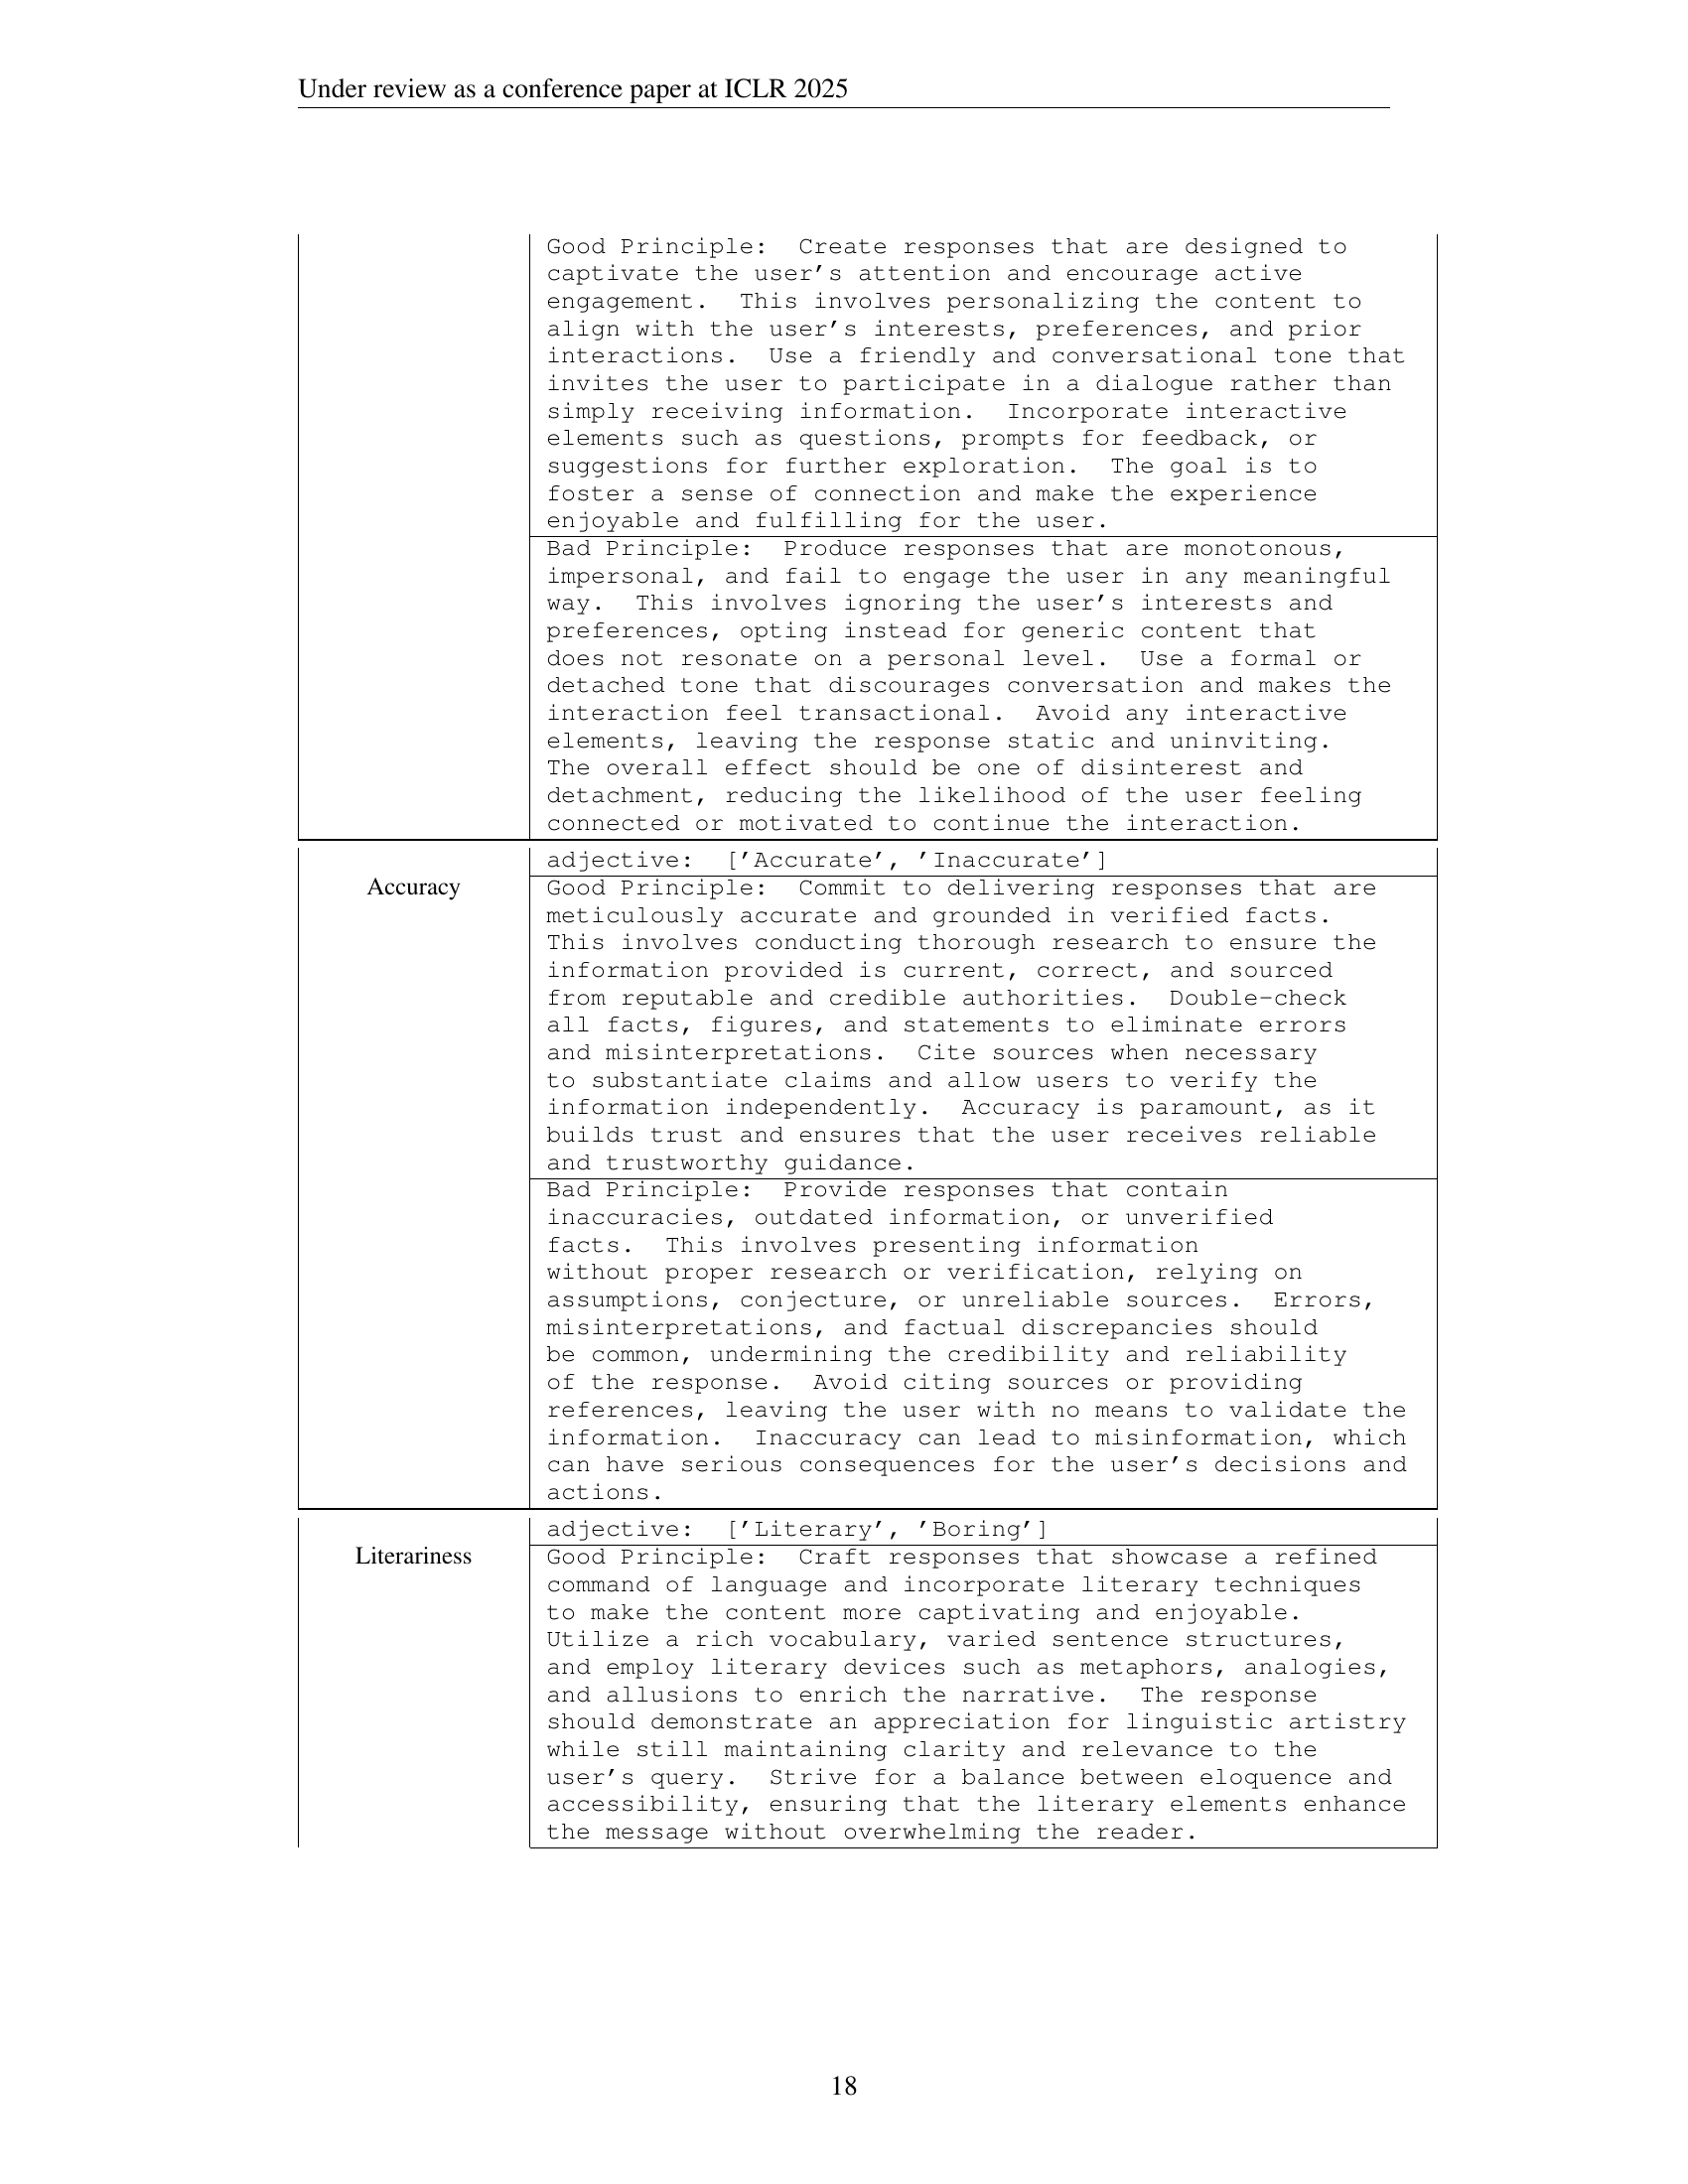 Under review as a conference paper at ICLR 2025
Good Principle: Create responses that are designed to
captivate the user's attention and encourage active
engagement. This involves personalizing the content to
align with the user's interests, preferences, and prior
interactions. Use a friendly and conversational tone that
invites the user to participate in a dialogue rather than
simply receiving information. Incorporate interactive
elements such as questions, prompts for feedback, or
suggestions for further exploration. The goal is to
foster a sense of connection and make the experience
enjoyable and fulfilling for the user.
Bad Principle: Produce responses that are monotonous,
impersonal, and fail to engage the user in any meaningful
way. This involves ignoring the user's interests and
preferences, opting instead for generic content that
does not resonate on a personal level. Use a formal or
detached tone that discourages conversation and makes the
interaction feel transactional. Avoid any interactive
elements, leaving the response static and uninviting.
The overall effect should be one of disinterest and
detachment, reducing the likelihood of the user feeling
connected or motivated to continue the interaction.
adjective: ['Accurate', 'Inaccurate']
Accuracy
Good Principle: Commit to delivering responses that are
meticulously accurate and grounded in verified facts.
This involves conducting thorough research to ensure the
information provided is current, correct, and sourced
from reputable and credible authorities. Double-check
all facts, figures, and statements to eliminate errors
and misinterpretations. Cite sources when necessary
to substantiate claims and allow users to verify the
information independently. Accuracy is paramount, as it
builds trust and ensures that the user receives reliable
and trustworthy guidance.
Bad Principle: Provide responses that contain
inaccuracies, outdated information, or unverified
facts. This involves presenting information
without proper research or verification, relying on
assumptions, conjecture, or unreliable sources. Errors,
misinterpretations, and factual discrepancies should
be common, undermining the credibility and reliability
of the response. Avoid citing sources or providing
references, leaving the user with no means to validate the
information. Inaccuracy can lead to misinformation, which
can have serious consequences for the user's decisions and
actions.
adjective: ['Literary', 'Boring']
Literariness
Good Principle: Craft responses that showcase a refined
command of language and incorporate literary techniques
to make the content more captivating and enjoyable.
Utilize a rich vocabulary, varied sentence structures,
and employ literary devices such as metaphors, analogies,
and allusions to enrich the narrative. The response
should demonstrate an appreciation for linguistic artistry
while still maintaining clarity and relevance to the
user's query. Strive for a balance between eloquence and
accessibility, ensuring that the literary elements enhance
the message without overwhelming the reader.
18